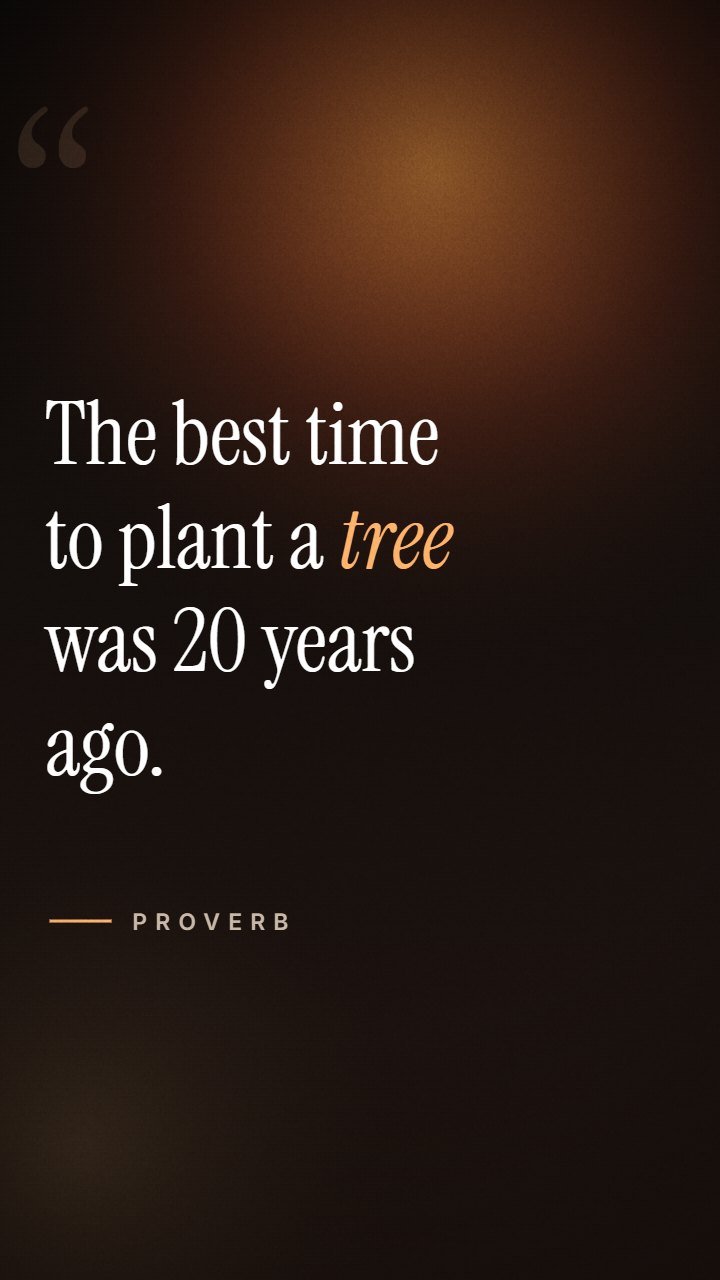 “
The best time
to plant a tree
was 20 years
ago.
PROVERB